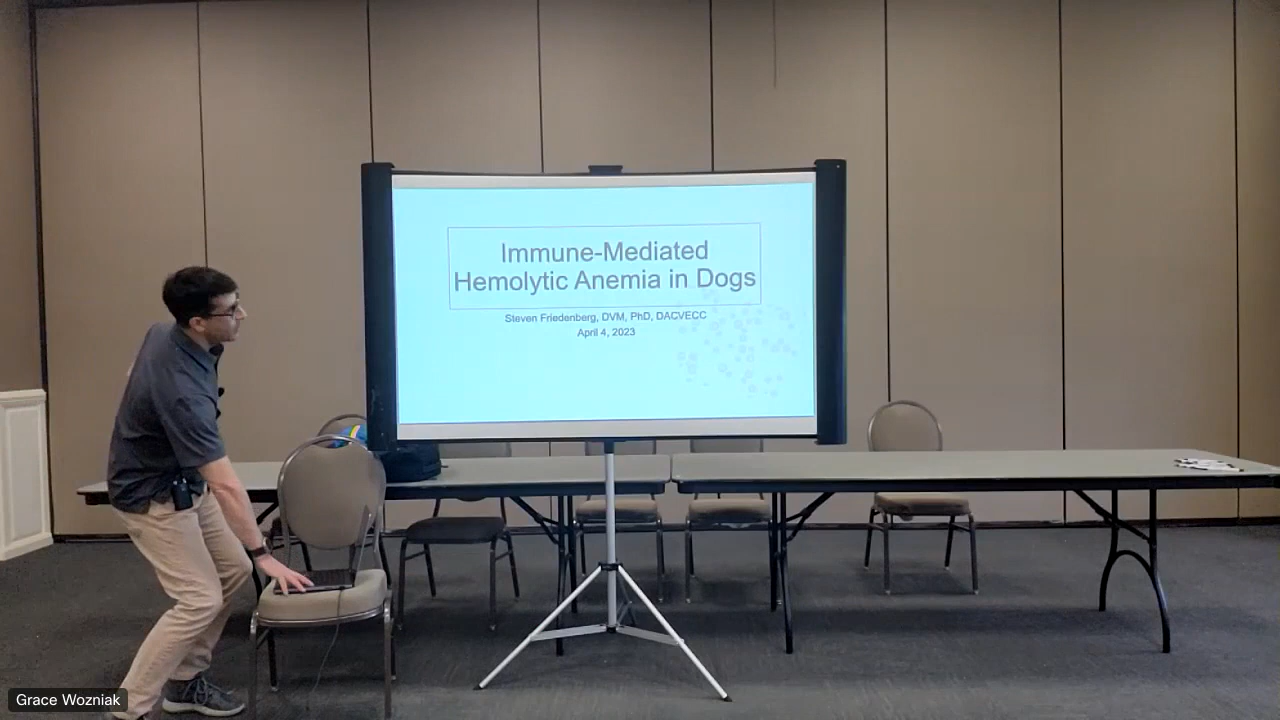 Immune-Mediated
Hemolytic Anemia in Dogs
Steven Friedenberg, DVM, PhD, DACVECC
April 4, 2023
Grace Wozniak